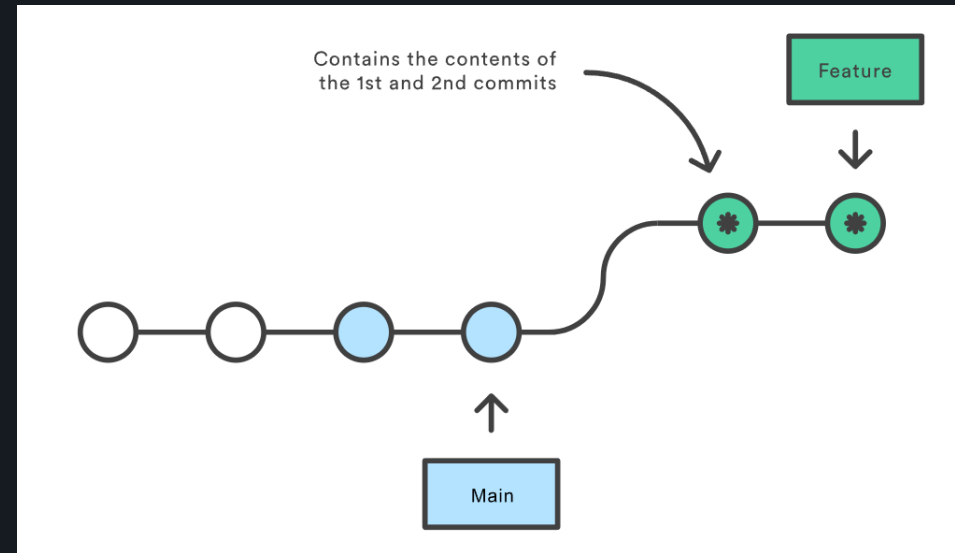 Contains the contents of
the 1st and 2nd commits
Feature
Main